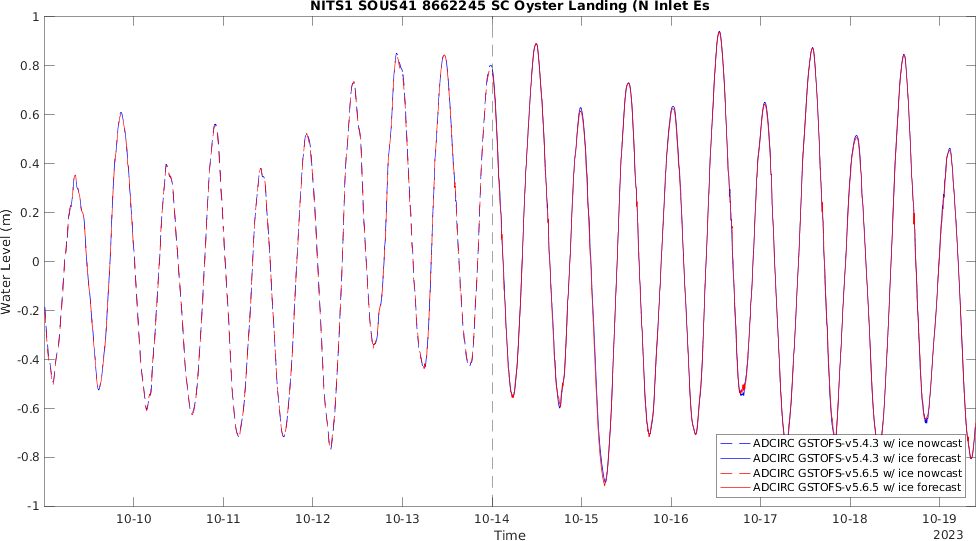 NITS1 SOUS41 8662245 SC Oyster Landing (N Inlet Es
Water Level (m)
1
0.8
0.6
0.4
0.2
0
-0.2
-0.4
-0.6
-0.8
-1
ADCIRC GSTOFS-v5.4.3 w/ ice nowcast
ADCIRC GSTOFS-v5.4.3 w/ ice forecast
ADCIRC GSTOFS-v5.6.5 w/ ice nowcast
ADCIRC GSTOFS-v5.6.5 w/ ice forecast
10-10 10-11 10-12 10-13 10-14 10-15 10-16 10-17 10-18 10-19
Time
2023